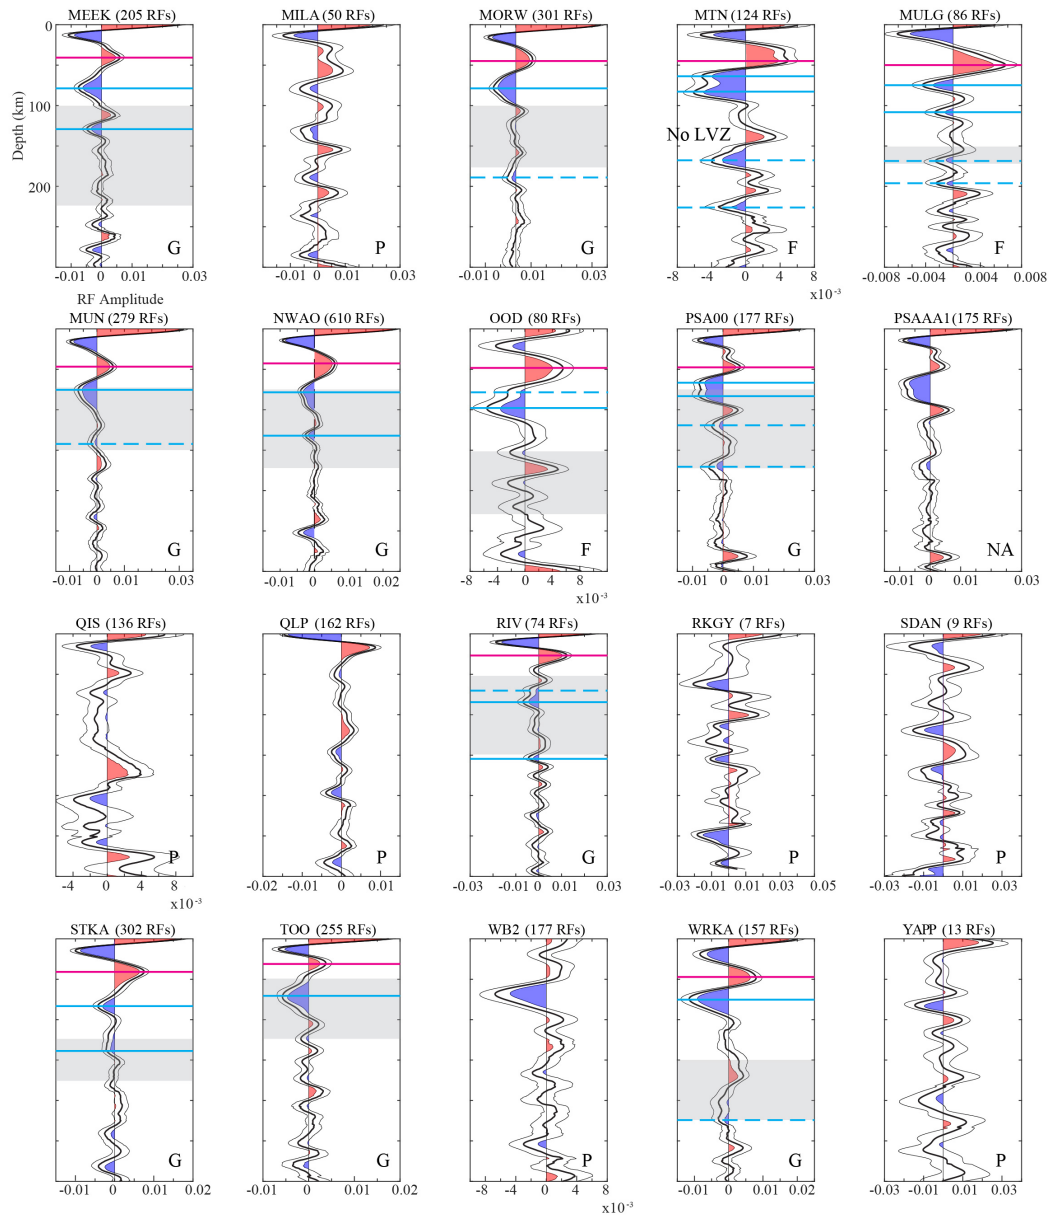 MEEK (205 RFs)
MILA (50 RFs)
MORW (301 RFs)
MTN (124 RFs)
MULG (86 RFs)
0
100
200
Depth (km)
No LVZ
G
P
G
F
F
-0.01 0 0.01 0.03
-0.01 0 0.01 0.03
-0.01 0 0.01 0.03
-8 -4 0 4 8
-0.008 -0.004 0.004 0.008
RF Amplitude
x10⁻³
MUN (279 RFs)
NWAO (610 RFs)
OOD (80 RFs)
PSA00 (177 RFs)
PSAAA1(175 RFs)
G
G
F
G
NA
-0.01 0 0.01 0.03
-0.01 0 0.01 0.02
-8 -4 0 4 8
-0.01 0 0.01 0.03
-0.01 0 0.01 0.03
x10⁻³
QIS (136 RFs)
QLP (162 RFs)
RIV (74 RFs)
RKGY (7 RFs)
SDAN (9 RFs)
P
P
G
P
P
-4 0 4 8
-0.02 -0.01 0 0.01
-0.03 -0.01 0.01 0.03
-0.03 -0.01 0.01 0.03 0.05
-0.03 -0.01 0.01 0.03
x10⁻³
STKA (302 RFs)
TOO (255 RFs)
WB2 (177 RFs)
WRKA (157 RFs)
YAPP (13 RFs)
G
G
P
G
P
-0.01 0 0.01 0.02
-0.01 0 0.01 0.02
-8 -4 0 4 8
-0.01 0 0.01 0.02
-0.03 -0.01 0.01 0.02 0.04
x10⁻³